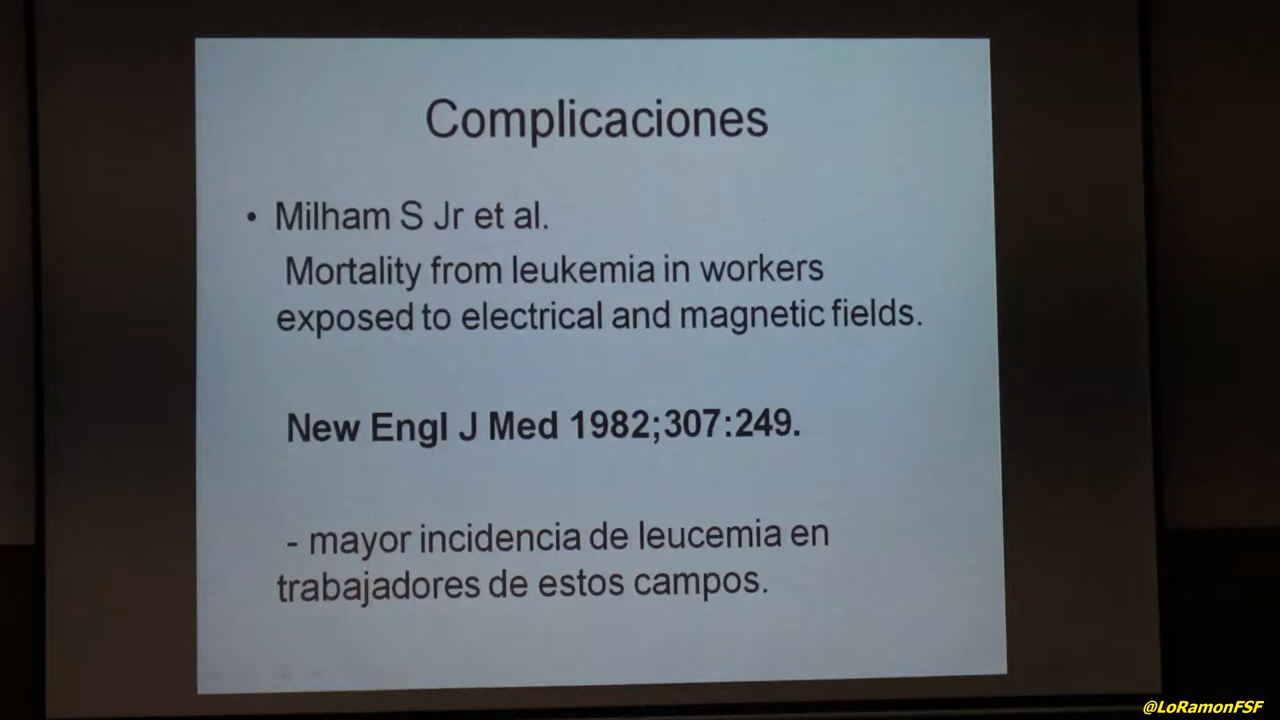 Complicaciones
• Milham S Jr et al.
Mortality from leukemia in workers
exposed to electrical and magnetic fields.
New Engl J Med 1982;307:249.
- mayor incidencia de leucemia en
trabajadores de estos campos.
@LoRamonFSF